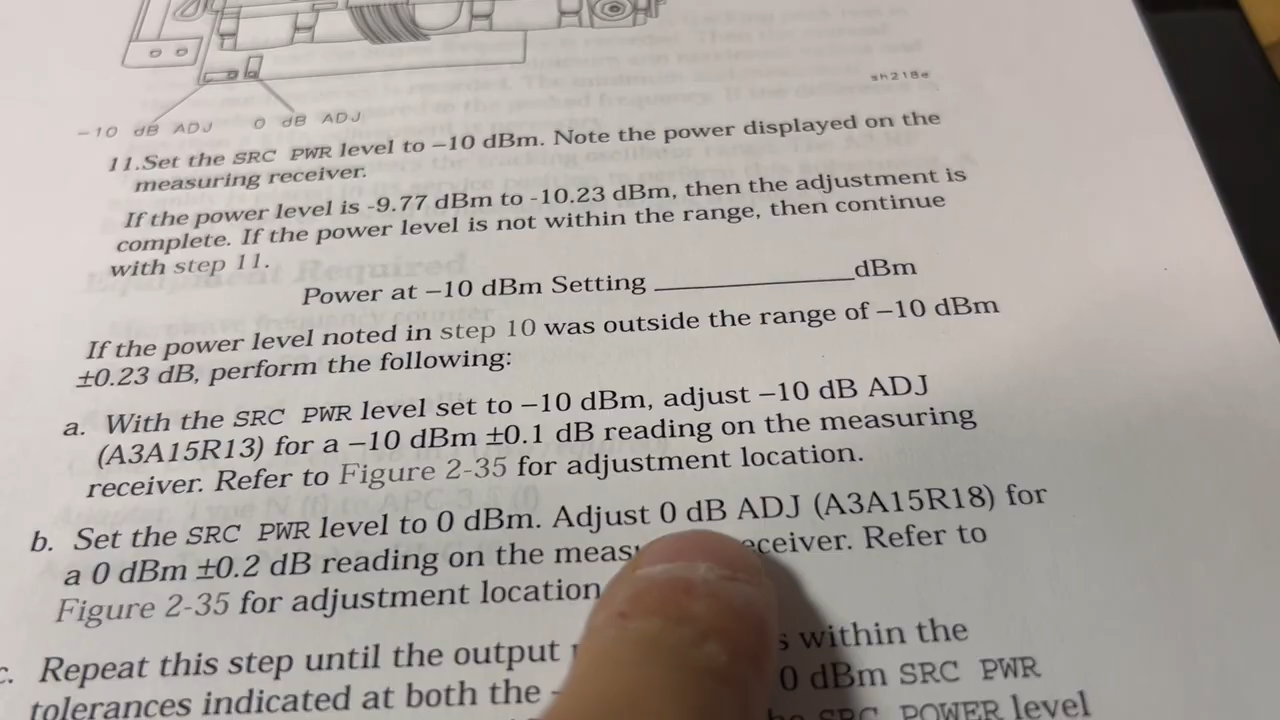 sh218e
-10 dB ADJ 0 dB ADJ
11.Set the SRC PWR level to –10 dBm. Note the power displayed on the
measuring receiver.
If the power level is -9.77 dBm to -10.23 dBm, then the adjustment is
complete. If the power level is not within the range, then continue
with step 11.
Power at –10 dBm Setting ____________dBm
If the power level noted in step 10 was outside the range of –10 dBm
±0.23 dB, perform the following:
a. With the SRC PWR level set to –10 dBm, adjust –10 dB ADJ
(A3A15R13) for a –10 dBm ±0.1 dB reading on the measuring
receiver. Refer to Figure 2-35 for adjustment location.
b. Set the SRC PWR level to 0 dBm. Adjust 0 dB ADJ (A3A15R18) for
a 0 dBm ±0.2 dB reading on the receiver. Refer to
Figure 2-35 for adjustment location
c. Repeat this step until the output within the
tolerances indicated at both the 0 dBm SRC PWR
SRC POWER level